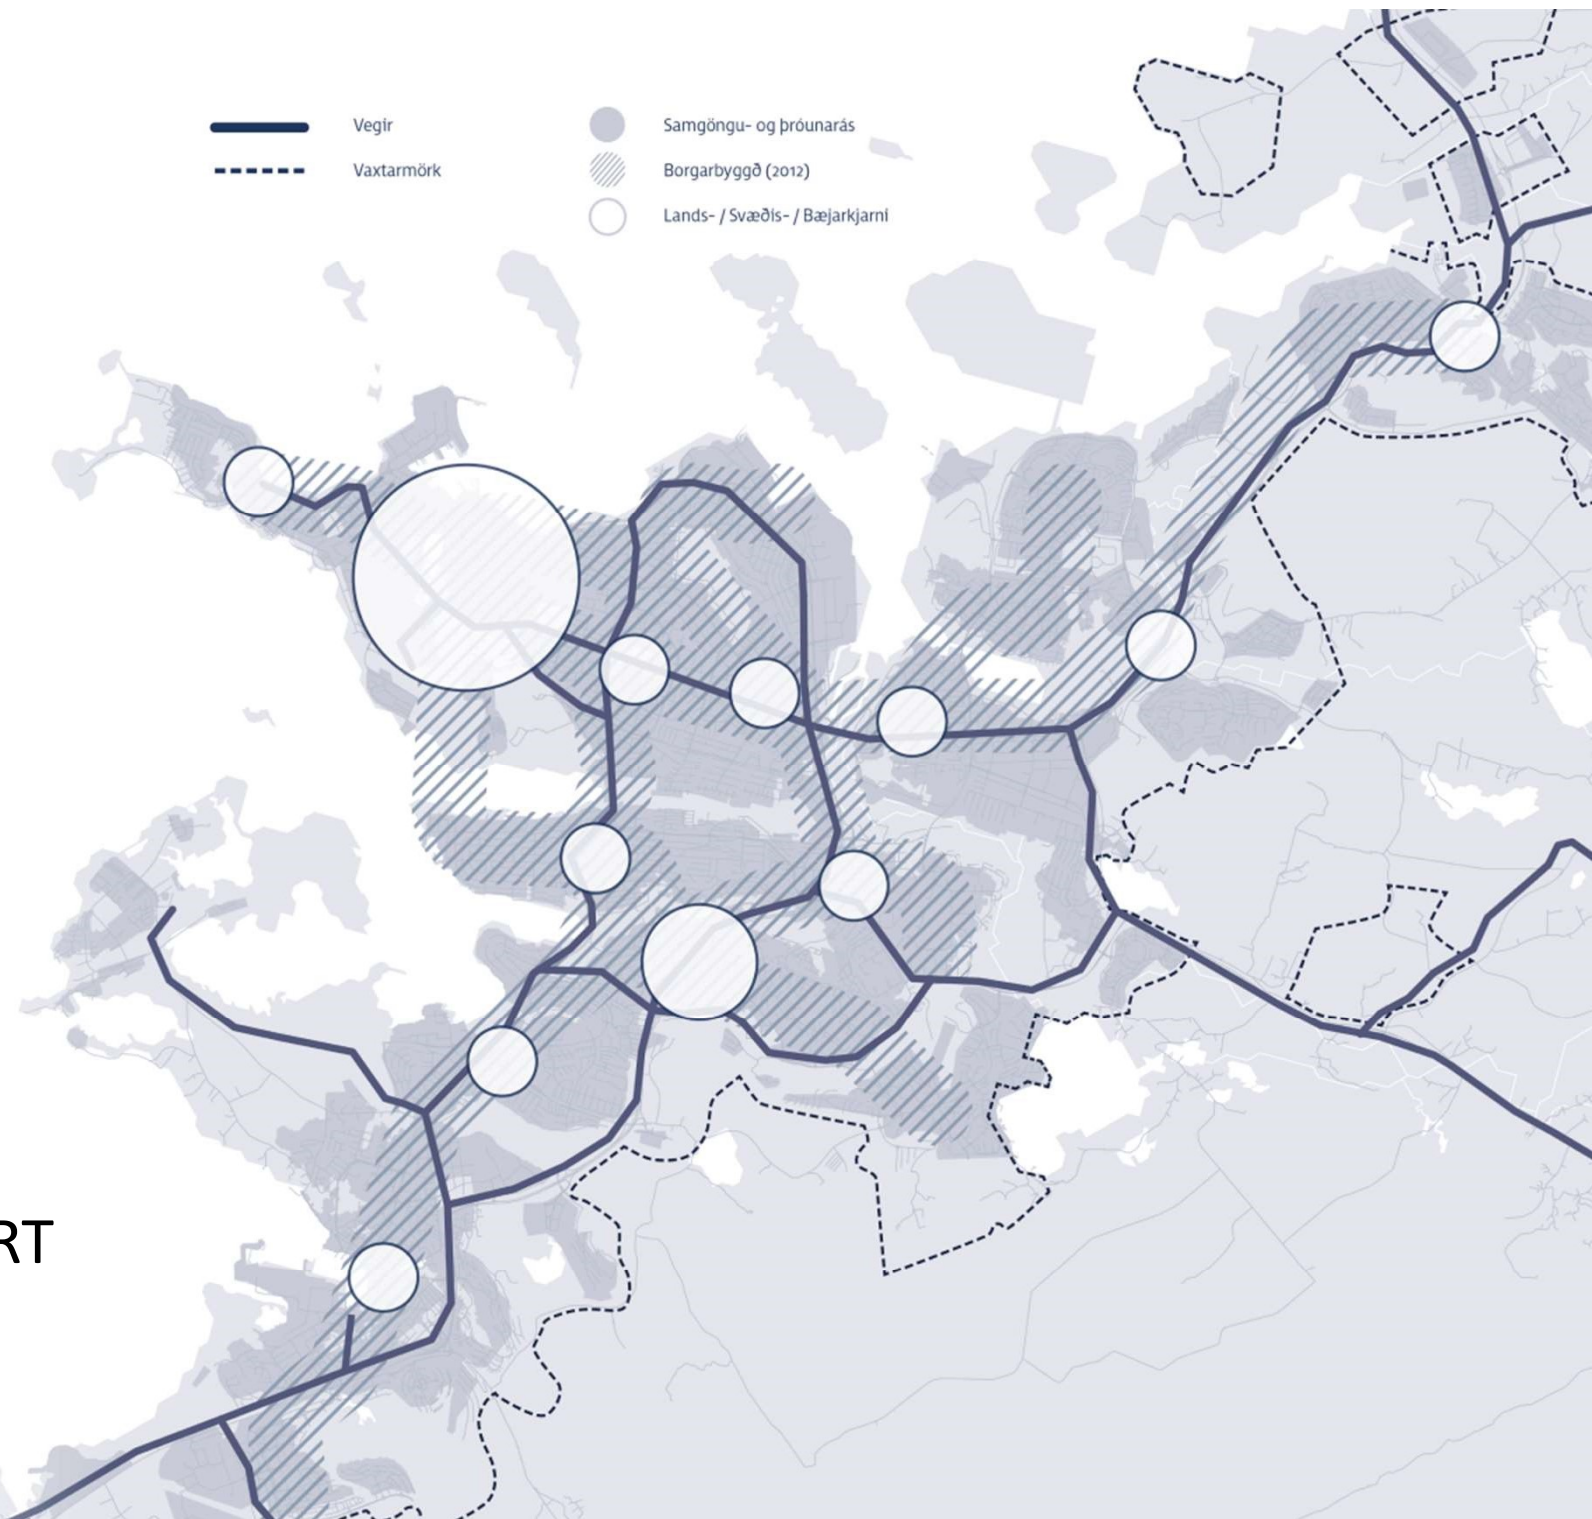 Vegir
Vaxtarmörk
Samgöngu- og þróunarás
Borgarbyggð (2012)
Lands- / Svæðis- / Bæjarkjarni
RT